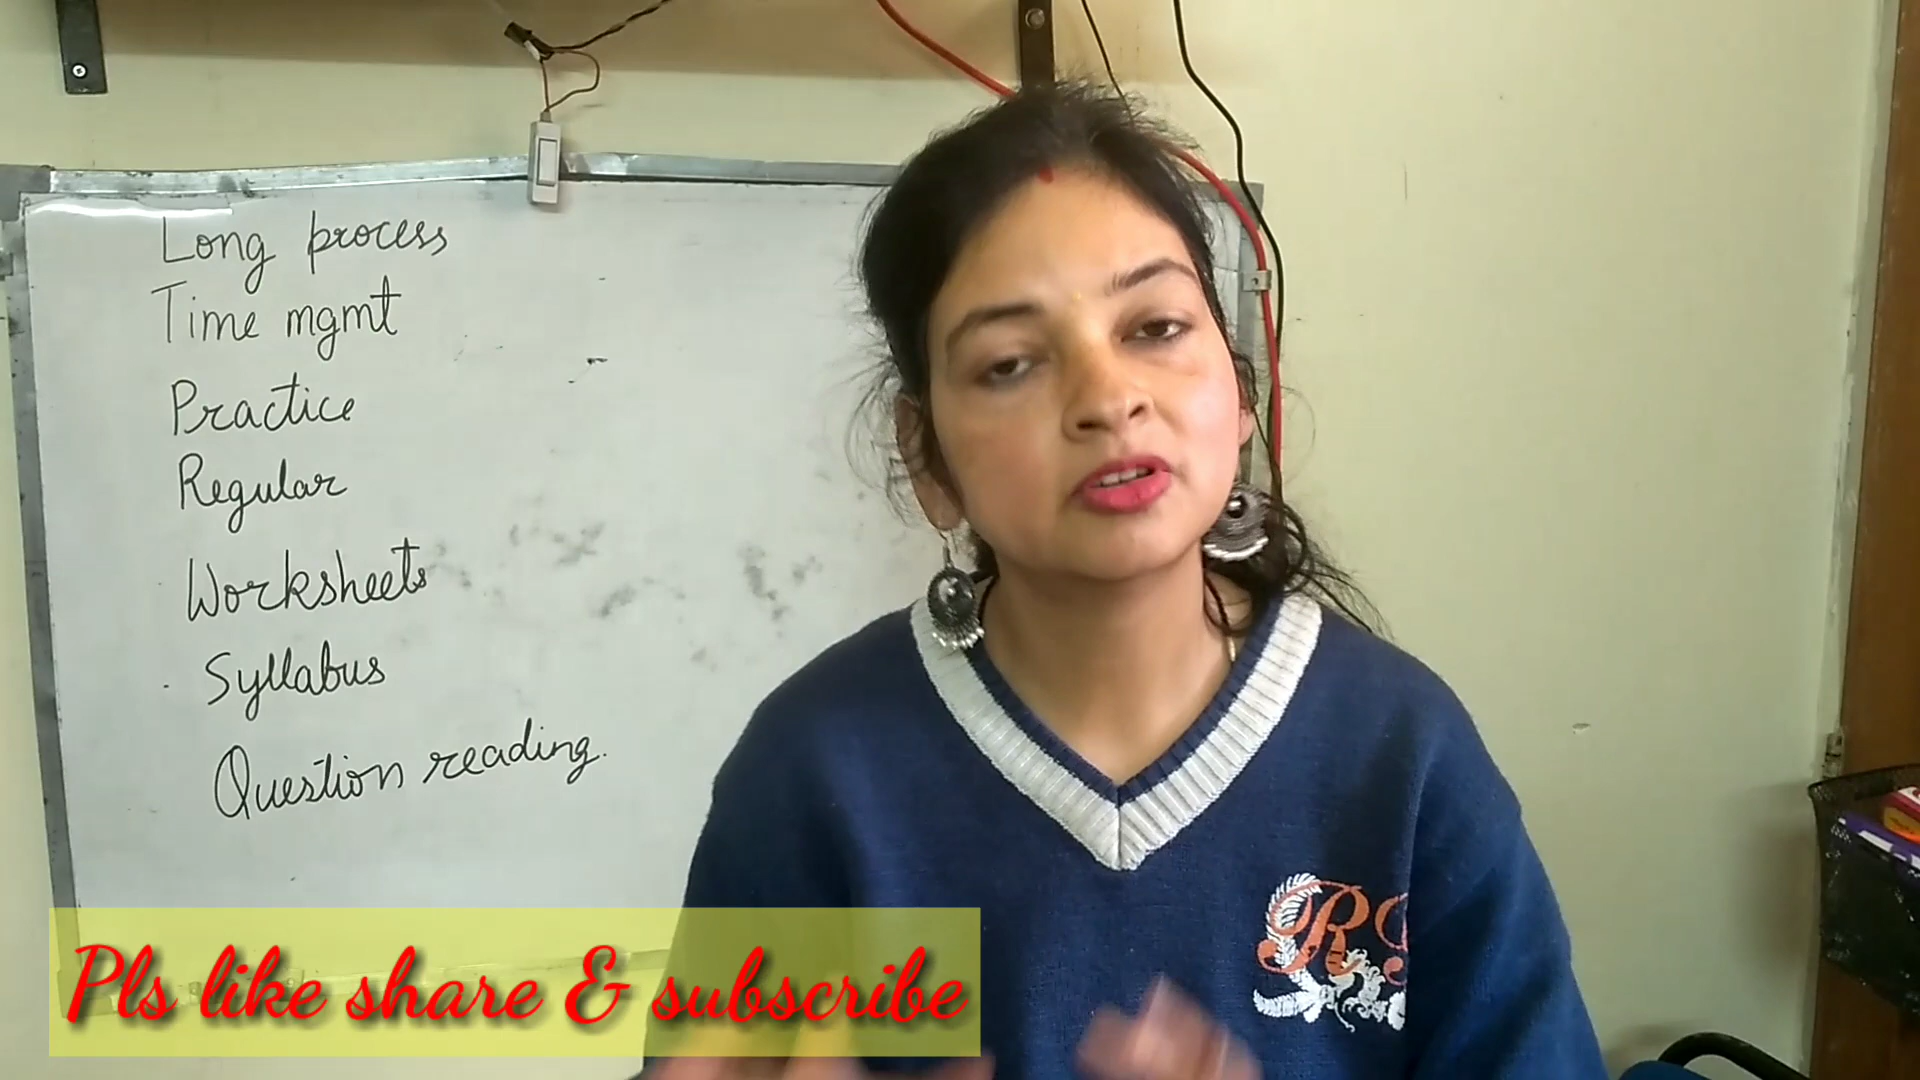 Long process
Time mgmt
Practice
Regular
Worksheets
Syllabus
Question reading.
Pls like share & subscribe
R